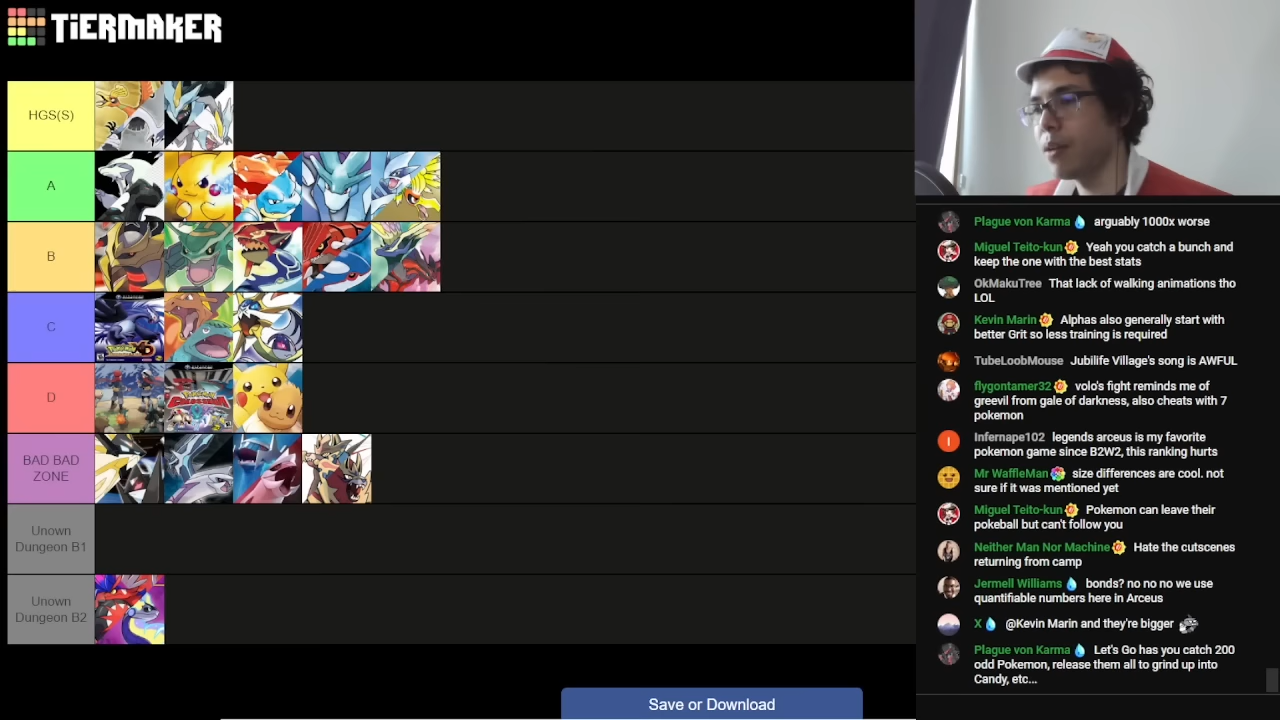 TIERMAKER
HGS(S)
A
B
C
D
BAD BAD
ZONE
Unown
Dungeon B1
Unown
Dungeon B2
Save or Download
Plague von Karma arguably 1000x worse
Miguel Teito-kun Yeah you catch a bunch and
keep the one with the best stats
OkMakuTree That lack of walking animations tho
LOL
Kevin Marin Alphas also generally start with
better Grit so less training is required
TubeLoobMouse Jubilife Village's song is AWFUL
flygontamer32 volo's fight reminds me of
greevil from gale of darkness, also cheats with 7
pokemon
Infernape102 legends arceus is my favorite
pokemon game since B2W2, this ranking hurts
Mr WaffleMan size differences are cool. not
sure if it was mentioned yet
Miguel Teito-kun Pokemon can leave their
pokeball but can't follow you
Neither Man Nor Machine Hate the cutscenes
returning from camp
Jermell Williams bonds? no no no we use
quantifiable numbers here in Arceus
X @Kevin Marin and they're bigger
Plague von Karma Let's Go has you catch 200
odd Pokemon, release them all to grind up into
Candy, etc...